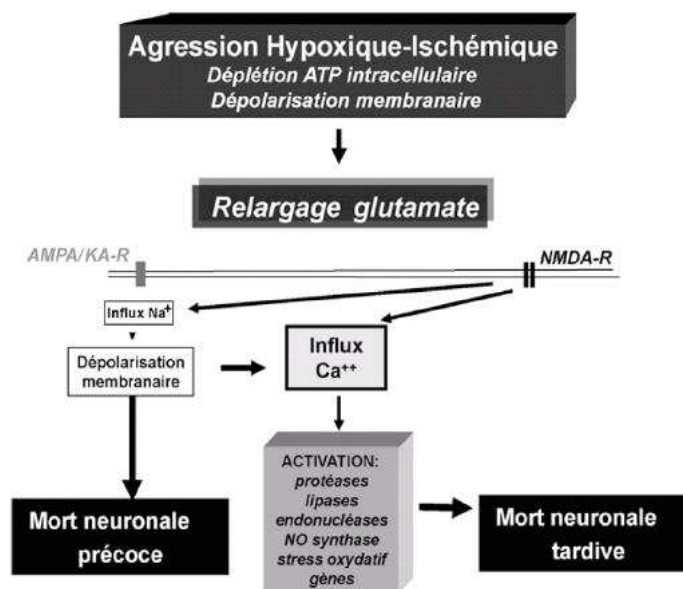 Agression Hypoxique-Ischémique
Déplétion ATP intracellulaire
Dépolarisation membranaire
Relargage glutamate
AMPA/KA-R
NMDA-R
Influx Na+
Dépolarisation
membranaire
Influx
Ca++
ACTIVATION:
protéases
lipases
endonucléases
NO synthase
stress oxydatif
gènes
Mort neuronale
précoce
Mort neuronale
tardive